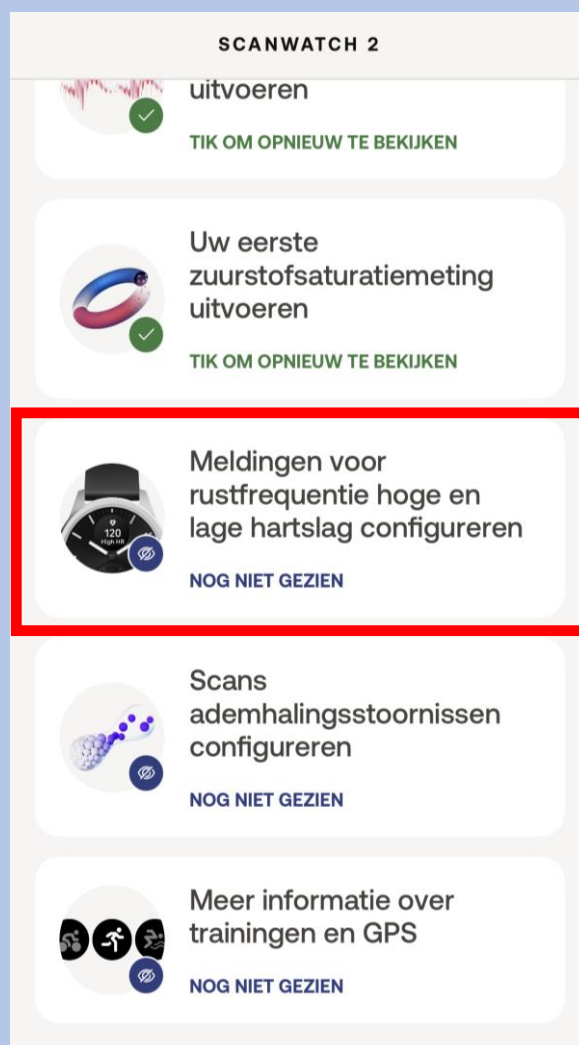 SCANWATCH 2
uitvoeren
TIK OM OPNIEUW TE BEKIJKEN
Uw eerste
zuurstofsaturatiemeting
uitvoeren
TIK OM OPNIEUW TE BEKIJKEN
Meldingen voor
rustfrequentie hoge en
lage hartslag configureren
120
High HR
NOG NIET GEZIEN
Scans
ademhalingsstoornissen
configureren
NOG NIET GEZIEN
Meer informatie over
trainingen en GPS
NOG NIET GEZIEN